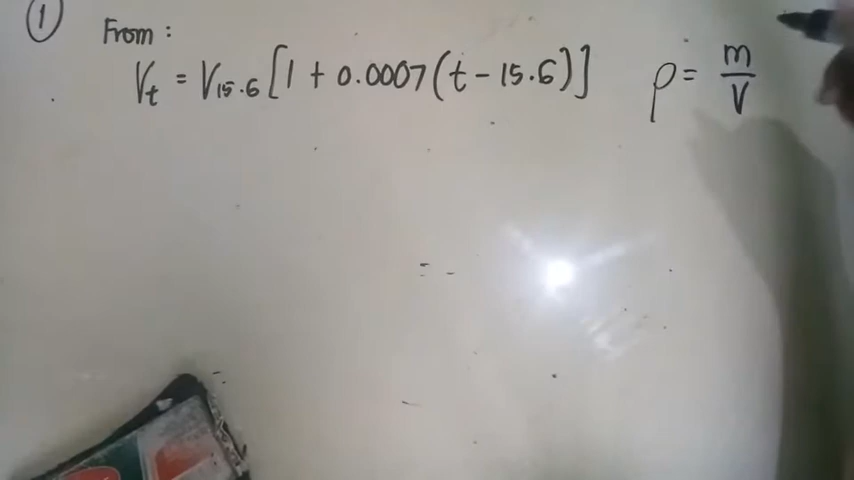 ① From :
Vt = V15.6 [1 + 0.0007 (t - 15.6)] ρ = m/V